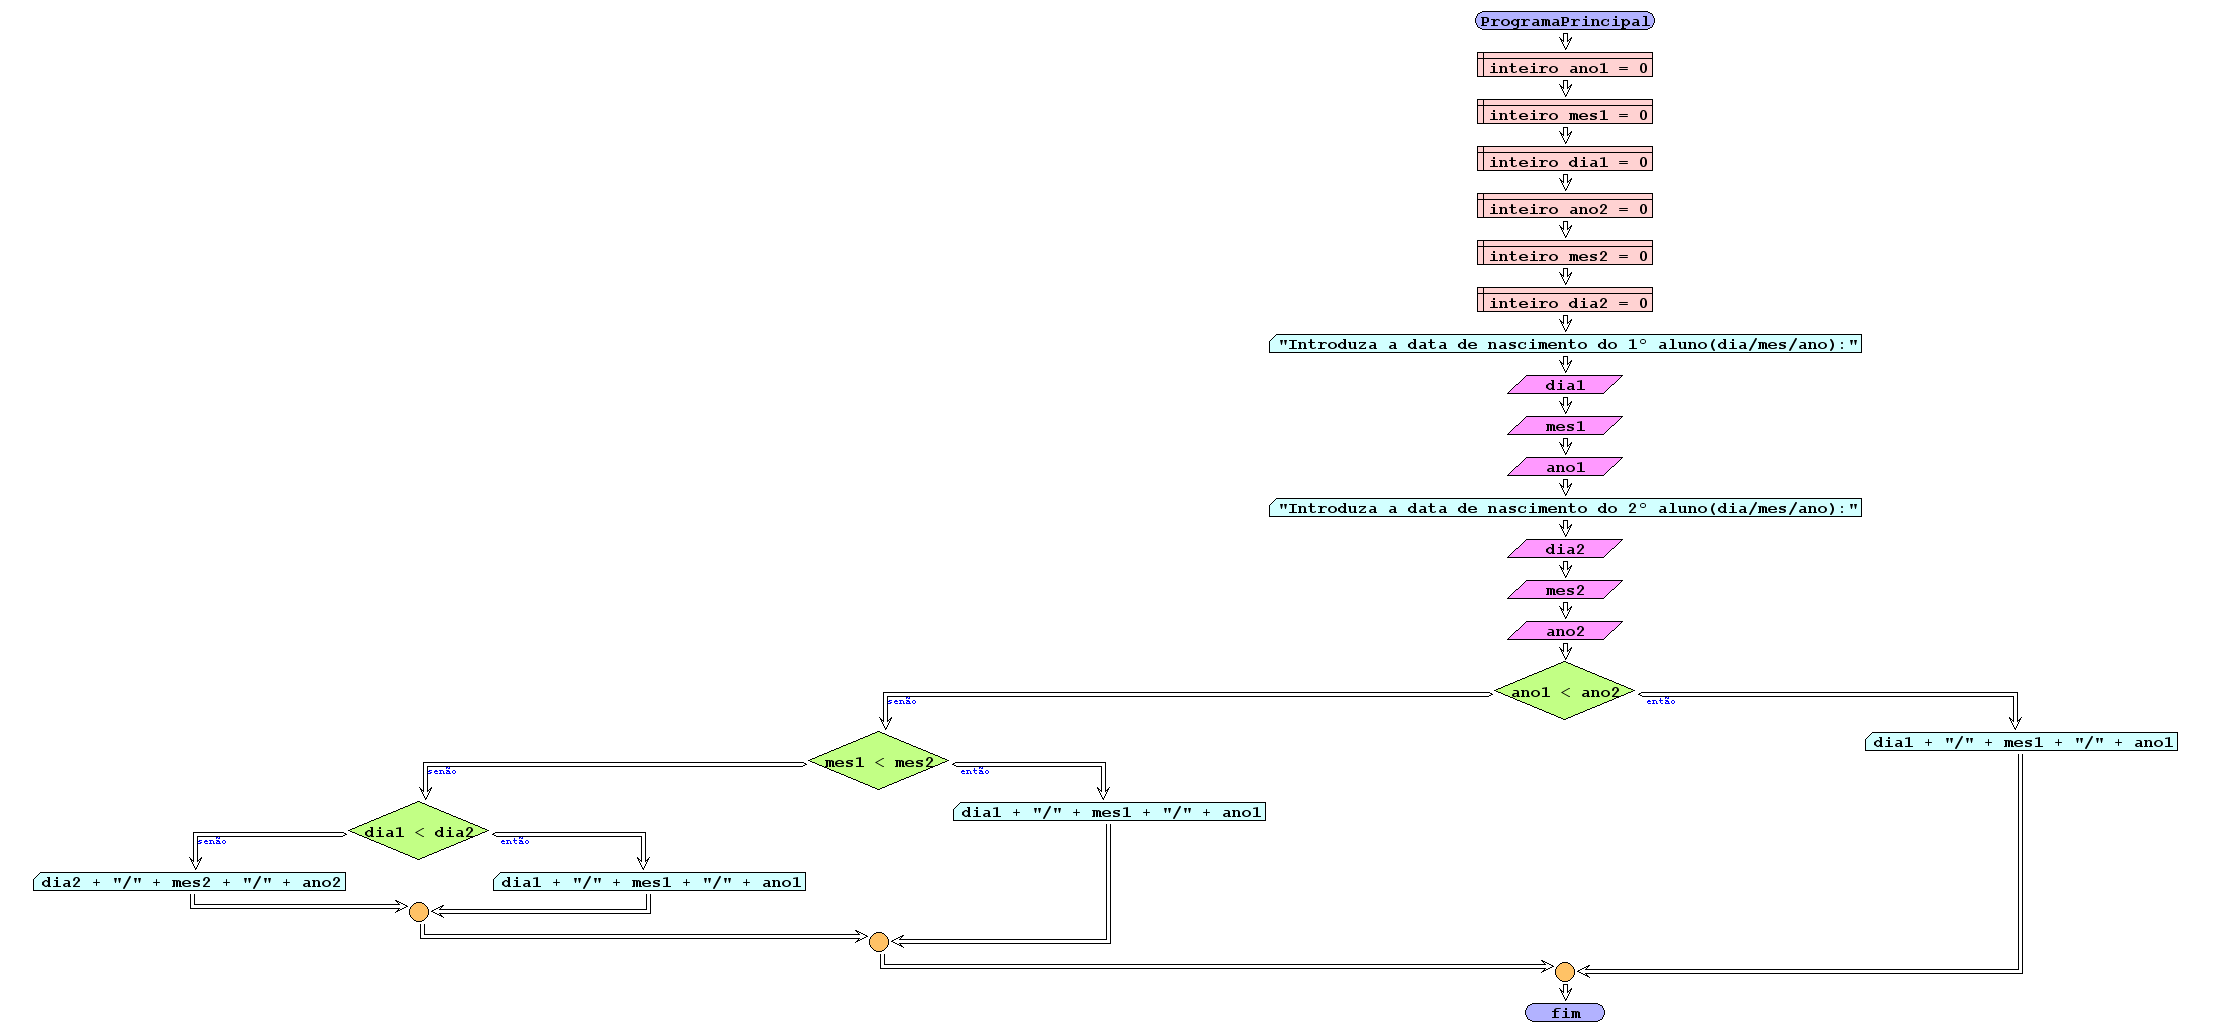 ProgramaPrincipal
inteiro ano1 = 0
inteiro mes1 = 0
inteiro dia1 = 0
inteiro ano2 = 0
inteiro mes2 = 0
inteiro dia2 = 0
"Introduza a data de nascimento do 1º aluno(dia/mes/ano):"
dia1
mes1
ano1
"Introduza a data de nascimento do 2º aluno(dia/mes/ano):"
dia2
mes2
ano2
ano1 < ano2
senão
então
dia1 + "/" + mes1 + "/" + ano1
mes1 < mes2
senão
então
dia1 + "/" + mes1 + "/" + ano1
dia1 < dia2
senão
então
dia2 + "/" + mes2 + "/" + ano2
dia1 + "/" + mes1 + "/" + ano1
fim